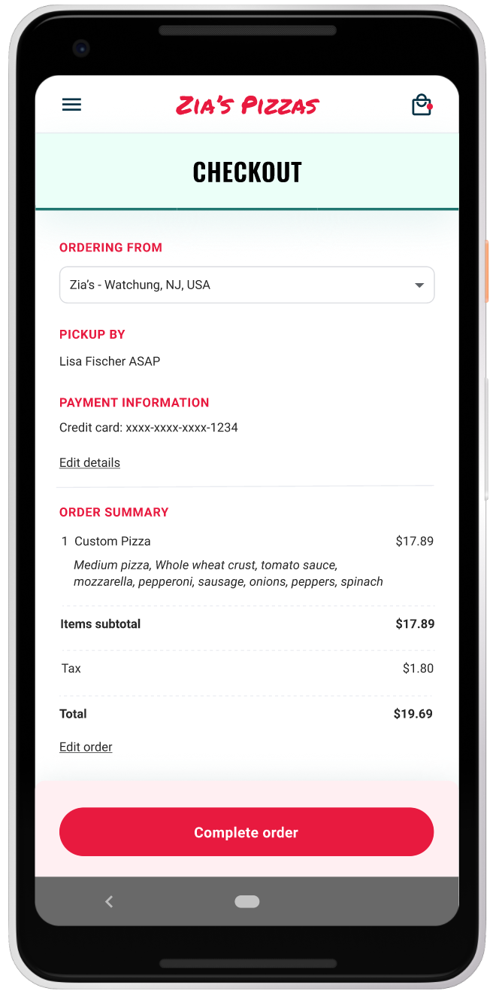 Zia's Pizzas
CHECKOUT
ORDERING FROM
Zia’s - Watchung, NJ, USA
PICKUP BY
Lisa Fischer ASAP
PAYMENT INFORMATION
Credit card: xxxx-xxxx-xxxx-1234
Edit details
ORDER SUMMARY
1 Custom Pizza $17.89
Medium pizza, Whole wheat crust, tomato sauce,
mozzarella, pepperoni, sausage, onions, peppers, spinach
Items subtotal $17.89
Tax $1.80
Total $19.69
Edit order
Complete order